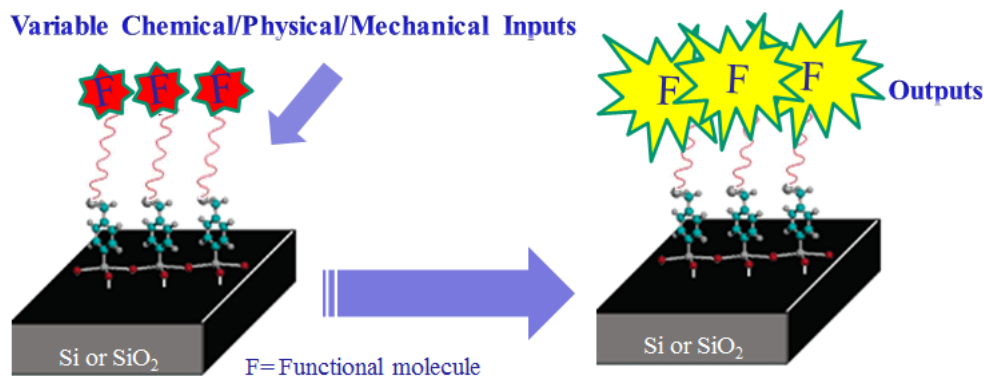 Variable Chemical/Physical/Mechanical Inputs
F F F
F F F
Outputs
Si or SiO₂
F=Functional molecule
Si or SiO₂